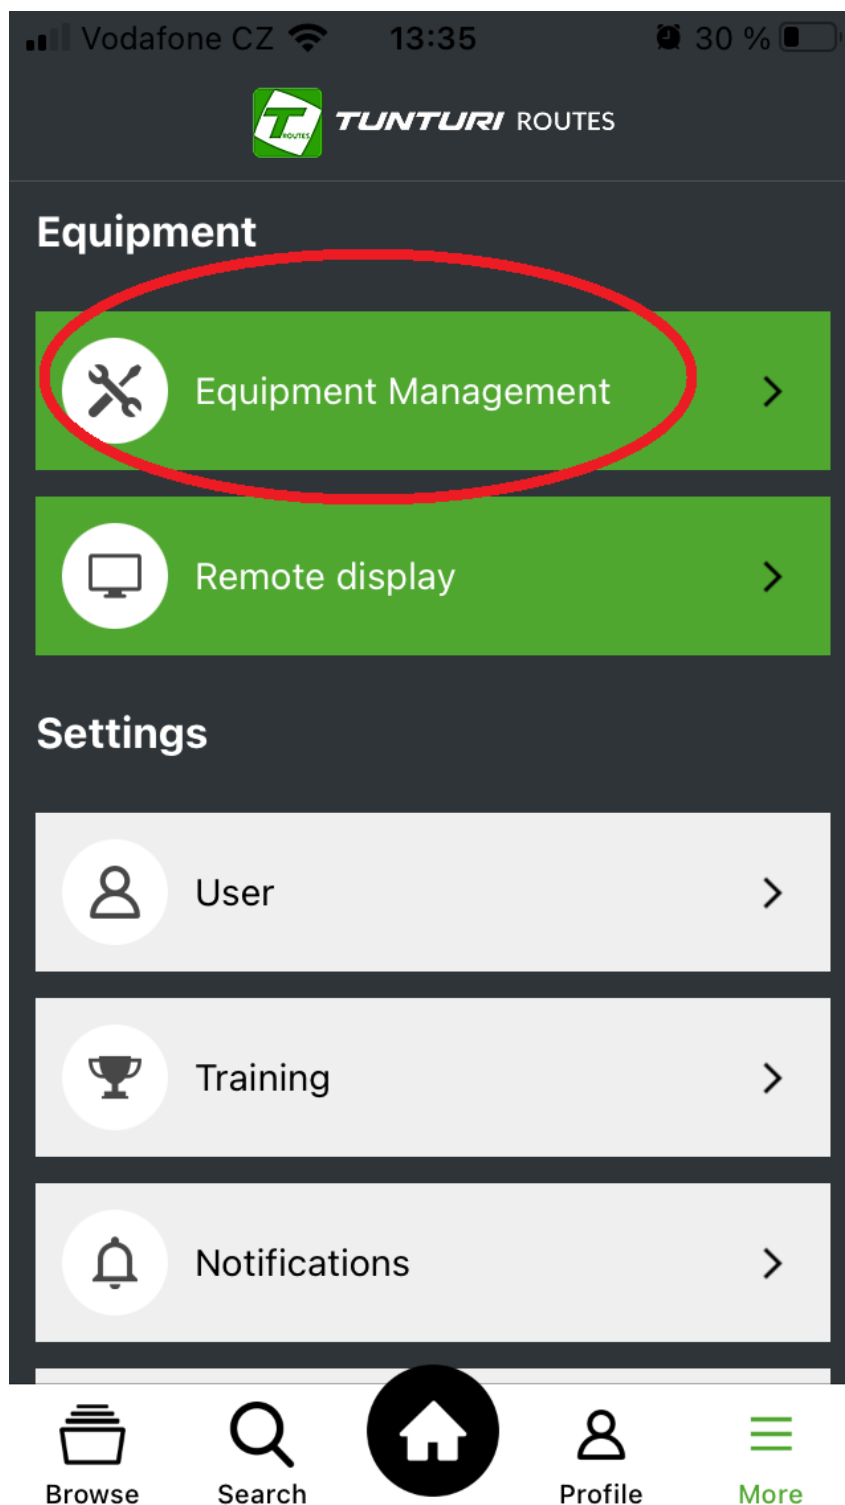 Vodafone CZ 13:35 30 %
T ROUTES TUNTURI ROUTES
Equipment
Equipment Management
Remote display
Settings
User
Training
Notifications
Browse Search Profile More